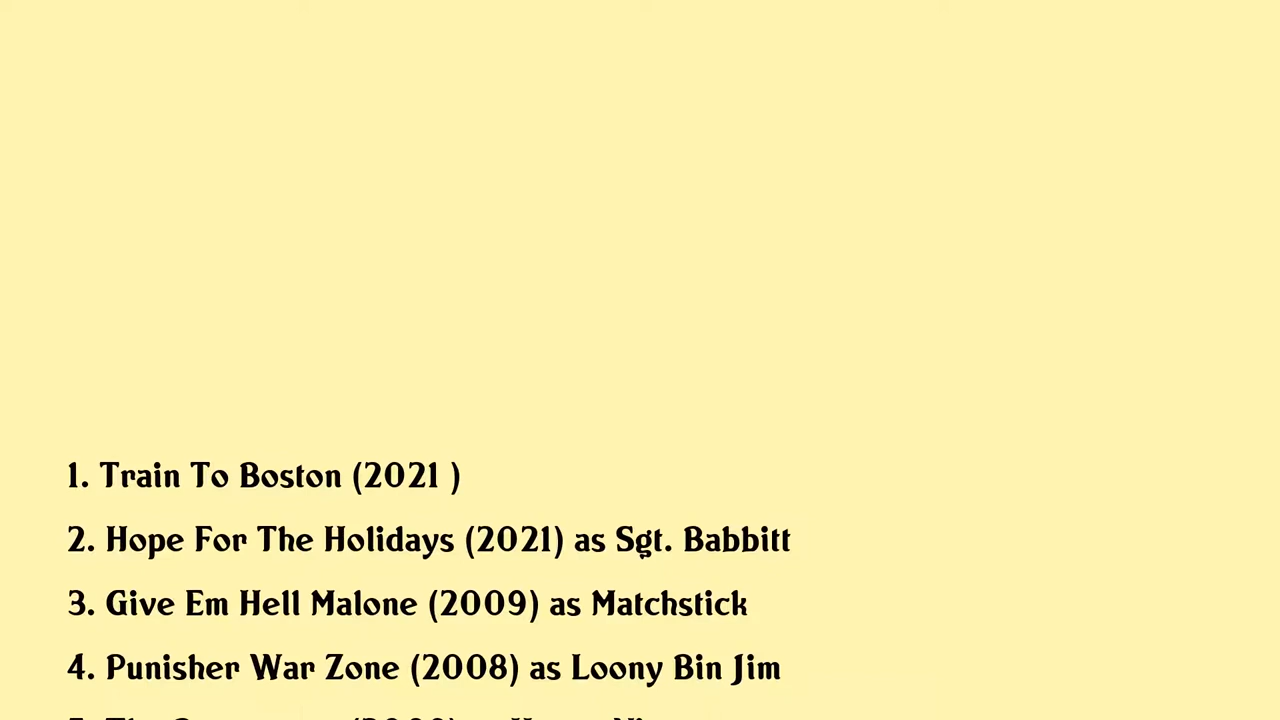 1. Train To Boston (2021 )
2. Hope For The Holidays (2021) as Sgt. Babbitt
3. Give Em Hell Malone (2009) as Matchstick
4. Punisher War Zone (2008) as Loony Bin Jim